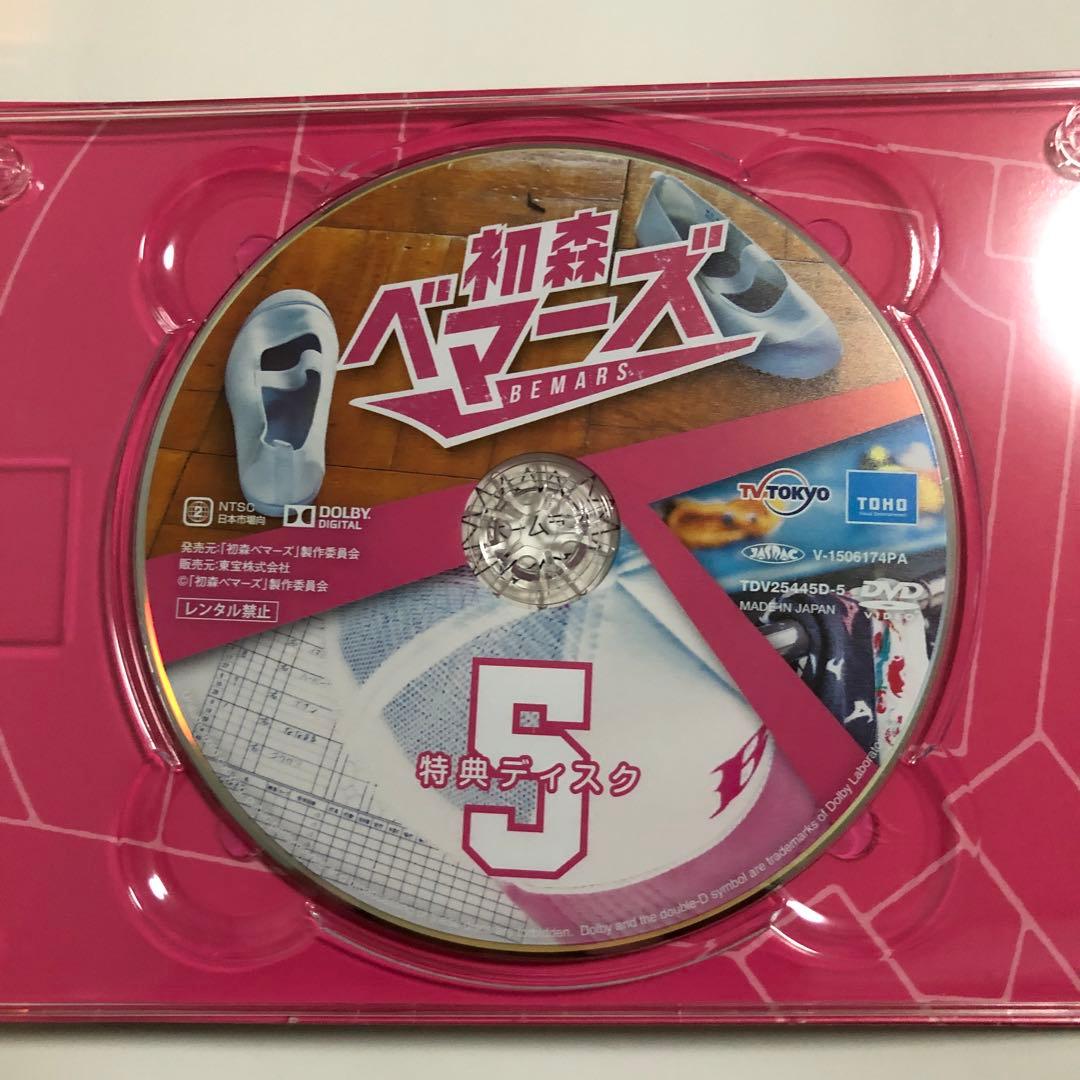 初森
ベマーズ
BEMARS
2
NTSC
日本市場向
DOLBY
DIGITAL
発売元:「初森ベマーズ」製作委員会
販売元:東宝株式会社
©「初森ベマーズ」製作委員会
レンタル禁止
TV TOKYO
TOHO
JASRAC
V-1506174PA
TDV25445D-5
MADE IN JAPAN
DVD
VIDEO
5
特典ディスク
B
Dolby and the double-D symbol are trademarks of Dolby